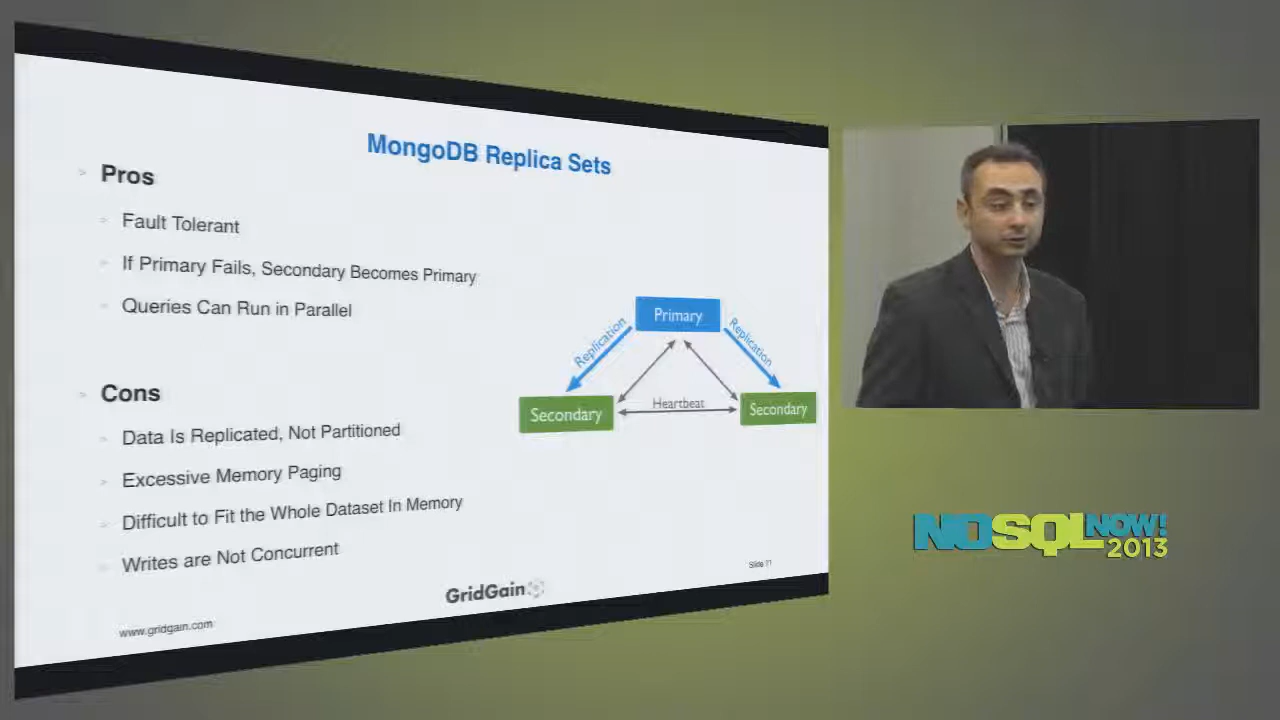 MongoDB Replica Sets
Pros
Fault Tolerant
If Primary Fails, Secondary Becomes Primary
Queries Can Run in Parallel
Cons
Data Is Replicated, Not Partitioned
Excessive Memory Paging
Difficult to Fit the Whole Dataset In Memory
Writes are Not Concurrent
Primary
Replication
Replication
Secondary
Heartbeat
Secondary
Slide 11
GridGain
www.gridgain.com
NOSQL NOW!
2013